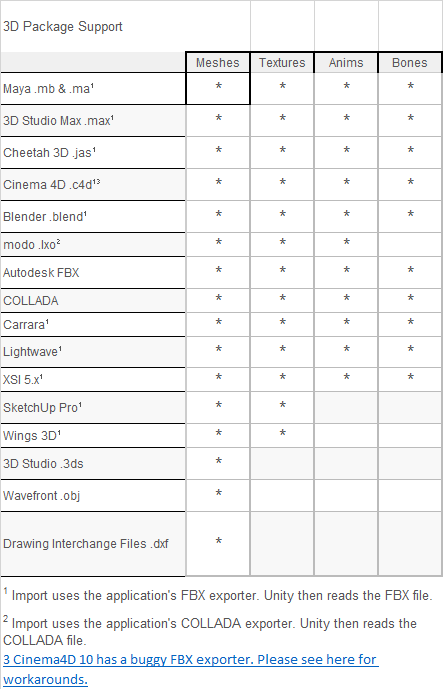 3D Package Support
Meshes Textures Anims Bones
Maya .mb & .ma¹ * * * *
3D Studio Max .max¹ * * * *
Cheetah 3D .jas¹ * * * *
Cinema 4D .c4d¹³ * * * *
Blender .blend¹ * * * *
modo .lxo² * * *
Autodesk FBX * * * *
COLLADA * * * *
Carrara¹ * * * *
Lightwave¹ * * * *
XSI 5.x¹ * * * *
SketchUp Pro¹ * *
Wings 3D¹ * *
3D Studio .3ds *
Wavefront .obj *
Drawing Interchange Files .dxf *
¹ Import uses the application's FBX exporter. Unity then reads the FBX file.
² Import uses the application's COLLADA exporter. Unity then reads the
COLLADA file.
3 Cinema4D 10 has a buggy FBX exporter. Please see here for
workarounds.